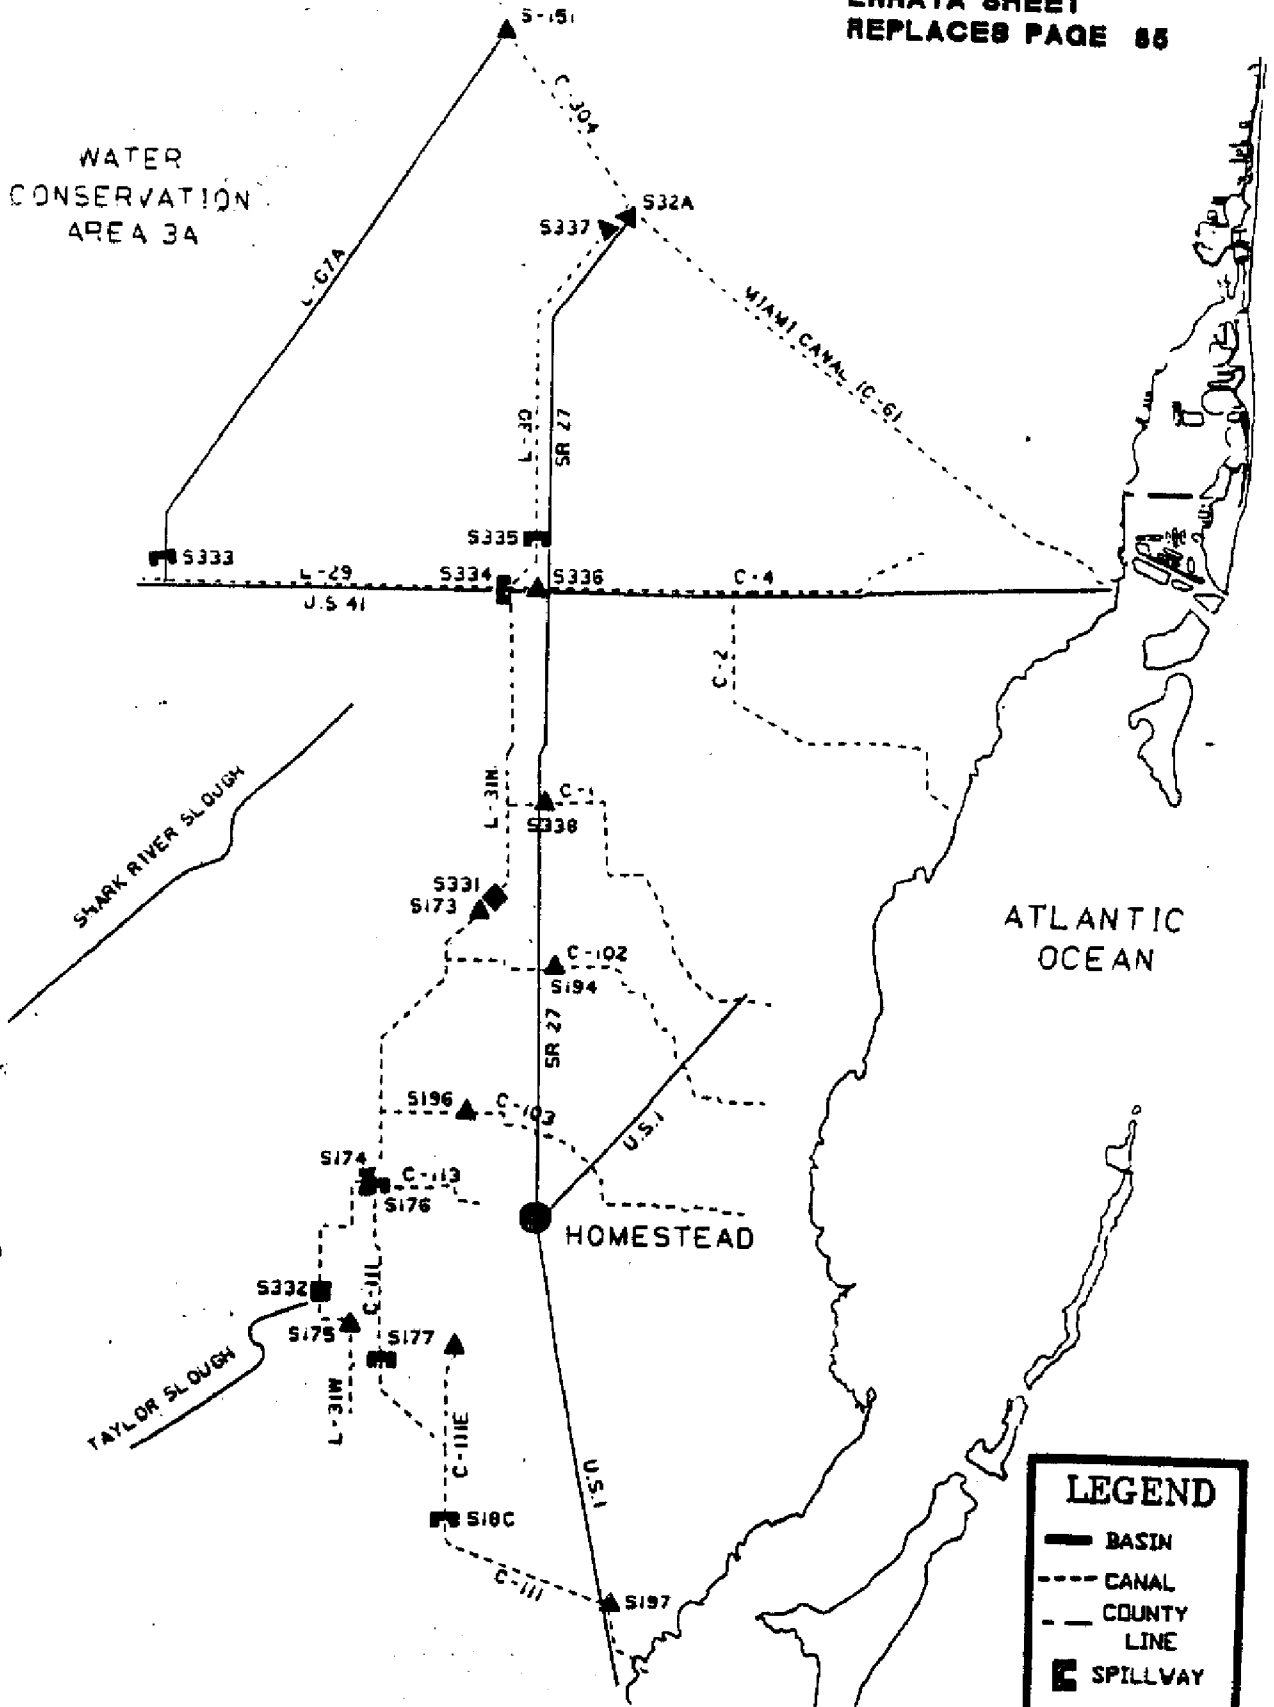 ERRATA SHEET
REPLACES PAGE 55
S-151
C-304
WATER
CONSERVATION
AREA 3A
S32A
S337
L-67A
MIAMI CANAL (C-6)
L-30
SR 27
S335
S333
L-29
S334
S336
C-4
U.S 41
C-2
SHARK RIVER SLOUGH
L-31N
C-1
S338
S331
S173
ATLANTIC
OCEAN
C-102
S194
SR 27
S196
C-103
U.S.1
S174
C-113
S176
HOMESTEAD
S332
C-111
S175
S177
TAYLOR SLOUGH
L-31W
C-111E
U.S.1
S18C
C-111
S197
LEGEND
BASIN
CANAL
COUNTY
LINE
SPILLWAY